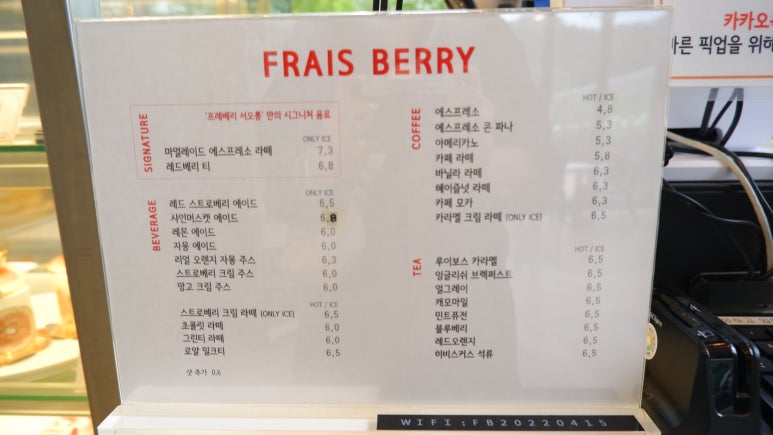 FRAIS BERRY
SIGNATURE
'프레베리 서오릉' 만의 시그니쳐 음료
ONLY ICE
마멀레이드 에스프레소 라떼 7,3
레드베리 티 6,8
BEVERAGE
ONLY ICE
레드 스트로베리 에이드 6,5
샤인머스캣 에이드 6,8
레몬 에이드 6,0
자몽 에이드 6,0
리얼 오렌지 자몽 주스 6,3
스트로베리 크림 주스 6,0
망고 크림 주스 6,0
HOT / ICE
스트로베리 크림 라떼 (ONLY ICE) 6,5
초콜릿 라떼 6,0
그린티 라떼 6,0
로얄 밀크티 6,5
샷 추가 0.6
COFFEE
HOT / ICE
에스프레소 4,8
에스프레소 콘 파나 5,3
아메리카노 5,3
카페 라떼 5,8
바닐라 라떼 6,3
헤이즐넛 라떼 6,3
카페 모카 6,3
카라멜 크림 라떼 (ONLY ICE) 6,5
TEA
HOT / ICE
루이보스 카라멜 6,5
잉글리쉬 브렉퍼스트 6,5
얼그레이 6,5
캐모마일 6,5
민트퓨전 6,5
블루베리 6,5
레드오렌지 6,5
히비스커스 석류 6,5
WIFI : FB20220415
카카오
바른 픽업을 위해